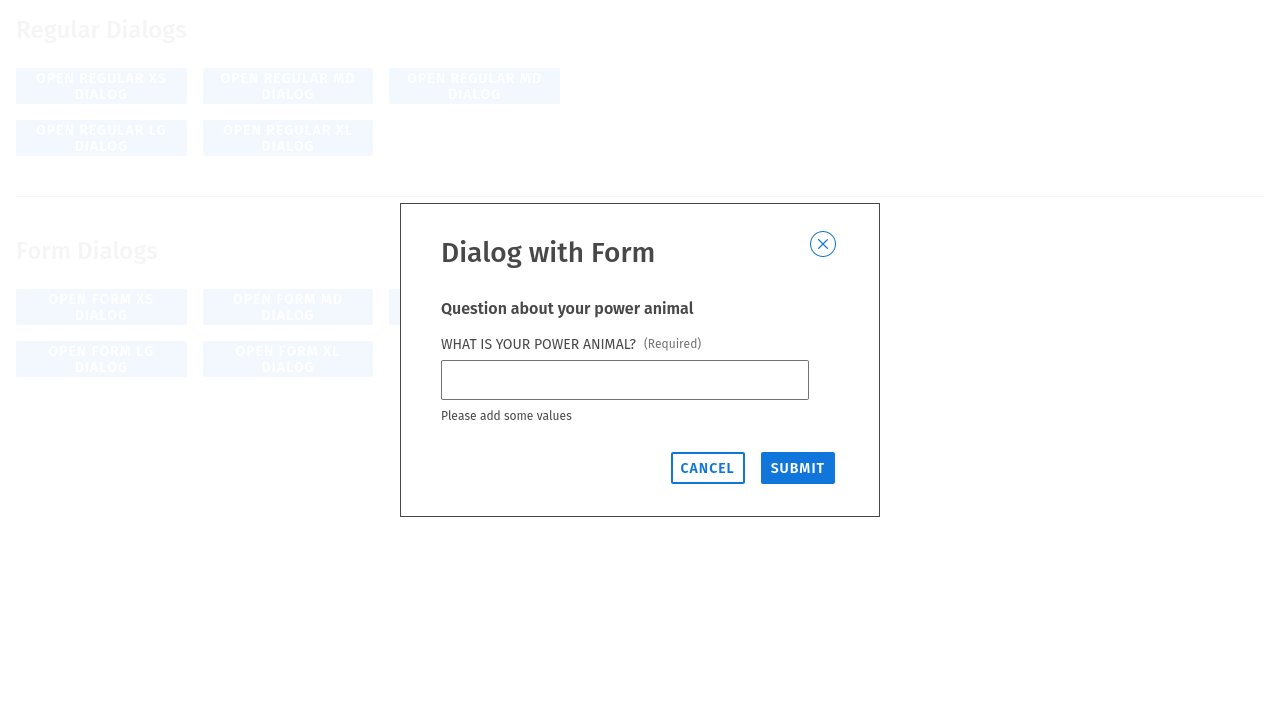 Regular Dialogs
OPEN REGULAR XS
DIALOG
OPEN REGULAR MD
DIALOG
OPEN REGULAR MD
DIALOG
OPEN REGULAR LG
DIALOG
OPEN REGULAR XL
DIALOG
Form Dialogs
OPEN FORM XS
DIALOG
OPEN FORM MD
DIALOG
OPEN FORM LG
DIALOG
OPEN FORM XL
DIALOG
Dialog with Form
Question about your power animal
WHAT IS YOUR POWER ANIMAL? (Required)
Please add some values
CANCEL
SUBMIT